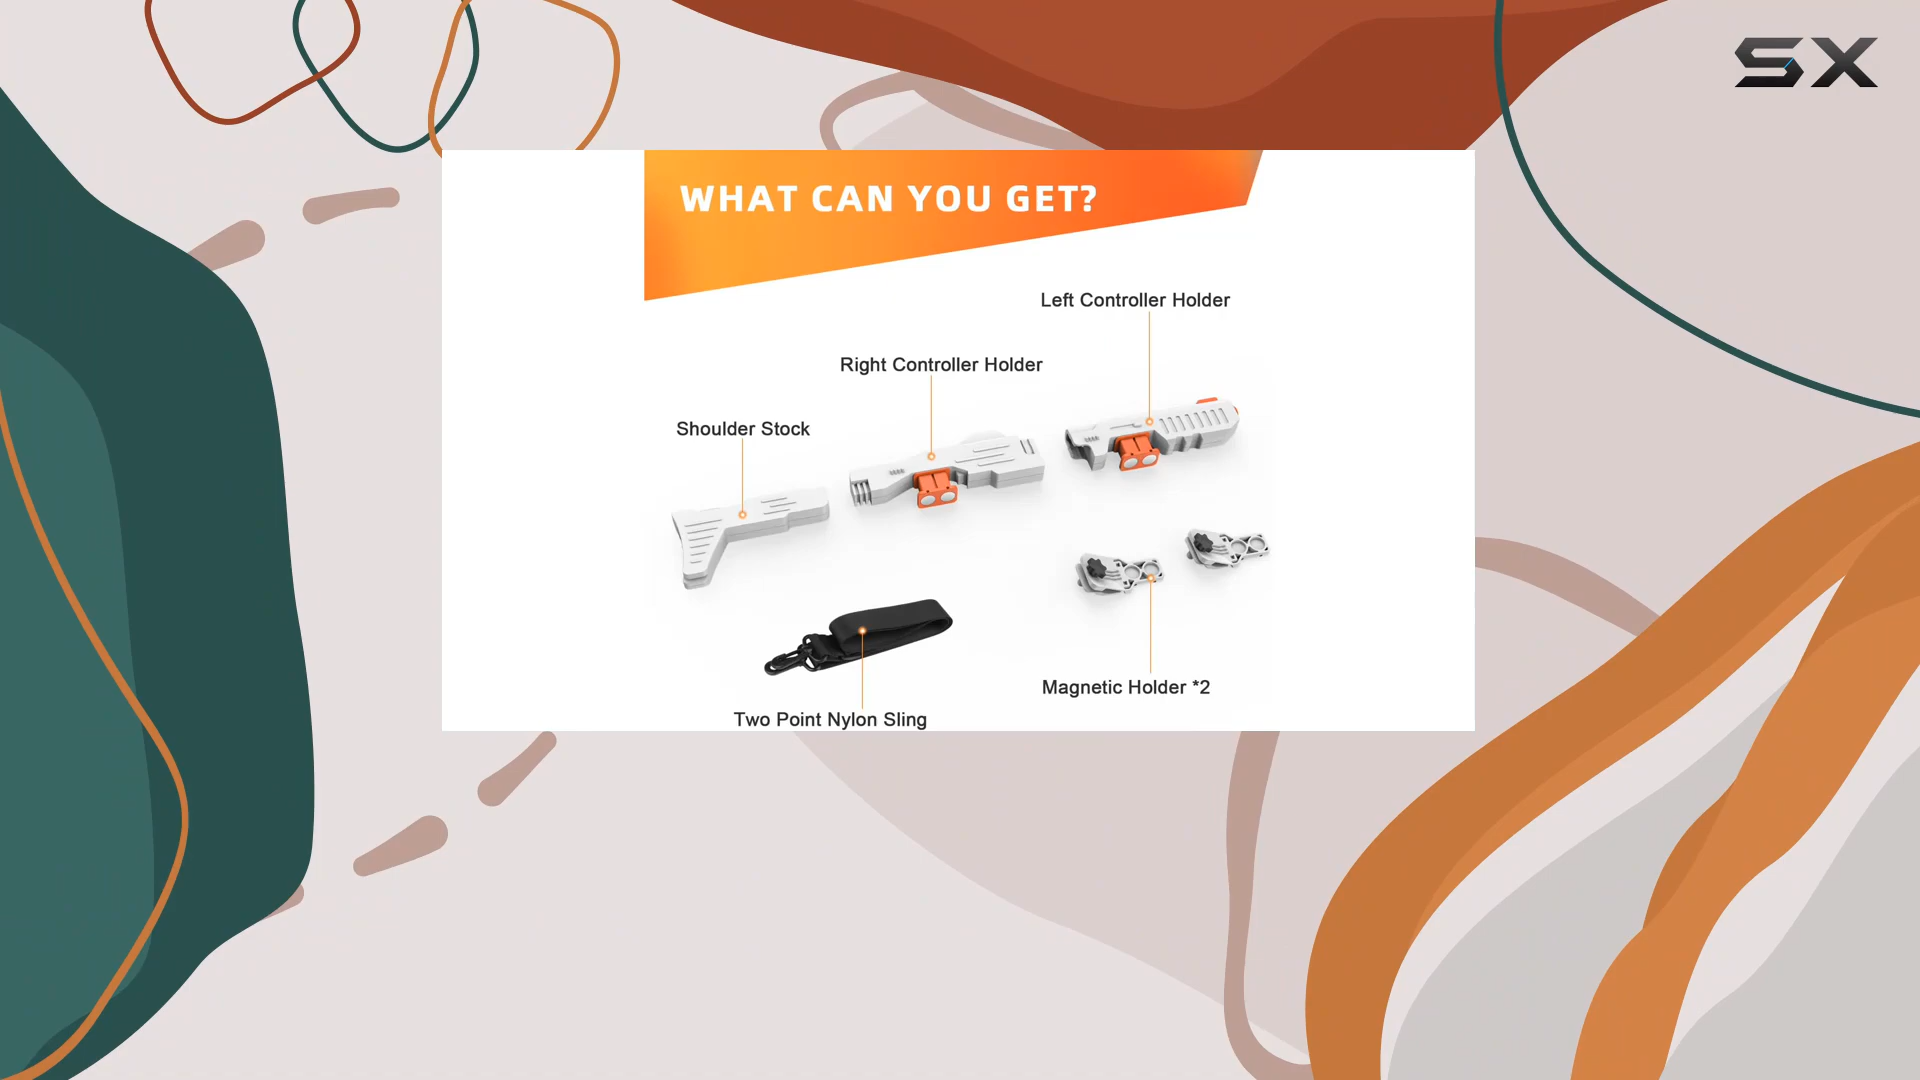 SX
WHAT CAN YOU GET?
Left Controller Holder
Right Controller Holder
Shoulder Stock
Magnetic Holder *2
Two Point Nylon Sling